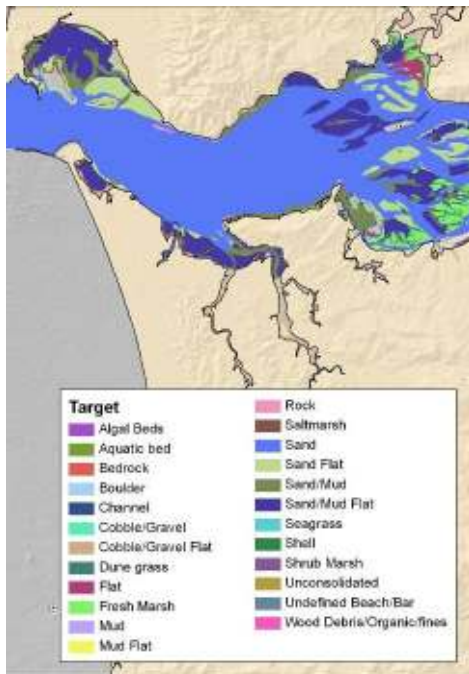 Target
Algal Beds
Aquatic bed
Bedrock
Boulder
Channel
Cobble/Gravel
Cobble/Gravel Flat
Dune grass
Flat
Fresh Marsh
Mud
Mud Flat
Rock
Saltmarsh
Sand
Sand Flat
Sand/Mud
Sand/Mud Flat
Seagrass
Shell
Shrub Marsh
Unconsolidated
Undefined Beach/Bar
Wood Debris/Organic/fines